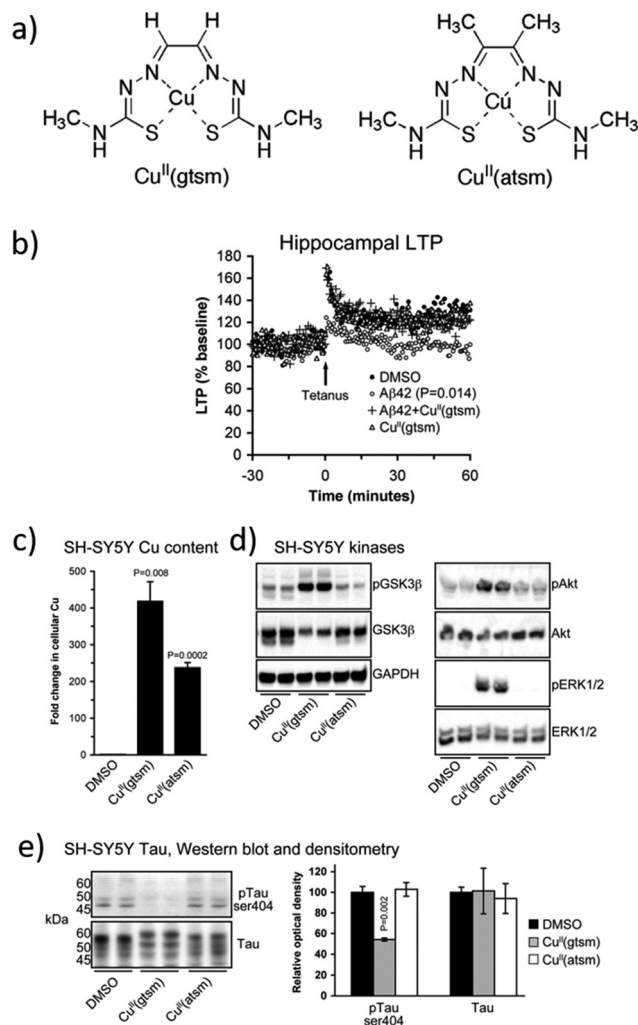 a)
H H
N N
N N
Cu
H₃C N S S N CH₃
H H
Cuᴵᴵ(gtsm)
H₃C CH₃
N N
N N
Cu
H₃C N S S N CH₃
H H
Cuᴵᴵ(atsm)
b)
Hippocampal LTP
LTP (% baseline)
180
160
140
120
100
80
60
40
20
0
Tetanus
DMSO
Aβ42 (P=0.014)
Aβ42+Cuᴵᴵ(gtsm)
Cuᴵᴵ(gtsm)
-30 0 30 60
Time (minutes)
c)
SH-SY5Y Cu content
Fold change in cellular Cu
500
400
300
200
100
0
P=0.008
P=0.0002
DMSO
Cuᴵᴵ(gtsm)
Cuᴵᴵ(atsm)
d) SH-SY5Y kinases
pGSK3β
GSK3β
GAPDH
DMSO
Cuᴵᴵ(gtsm)
Cuᴵᴵ(atsm)
pAkt
Akt
pERK1/2
ERK1/2
DMSO
Cuᴵᴵ(gtsm)
Cuᴵᴵ(atsm)
e) SH-SY5Y Tau, Western blot and densitometry
kDa
60
50
45
pTau
ser404
60
50
45
Tau
DMSO
Cuᴵᴵ(gtsm)
Cuᴵᴵ(atsm)
Relative optical density
120
100
80
60
40
20
0
P=0.002
pTau
ser404
Tau
DMSO
Cuᴵᴵ(gtsm)
Cuᴵᴵ(atsm)